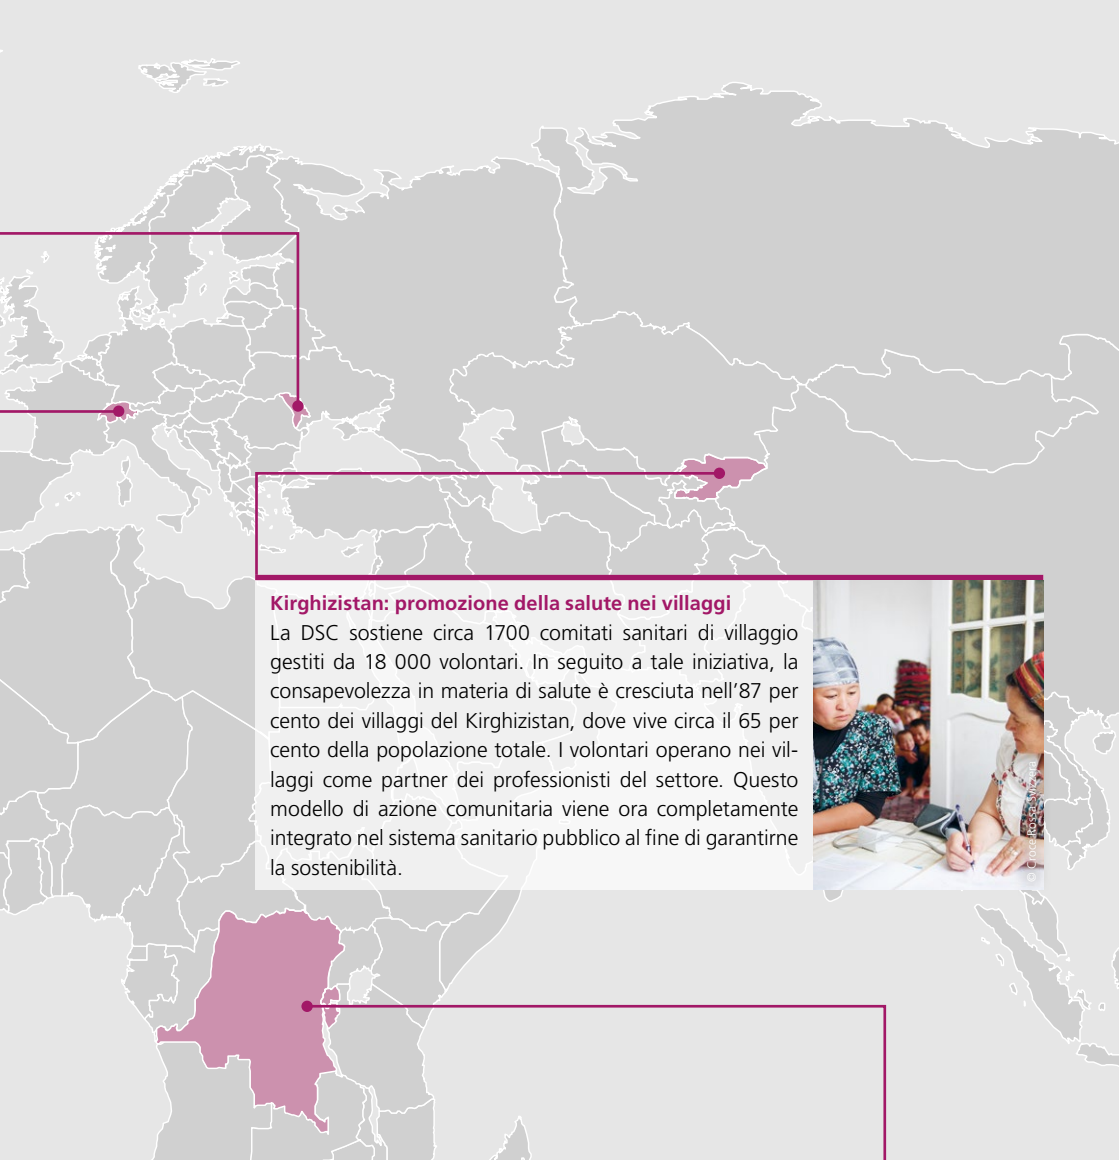 Kirghizistan: promozione della salute nei villaggi
La DSC sostiene circa 1700 comitati sanitari di villaggio
gestiti da 18 000 volontari. In seguito a tale iniziativa, la
consapevolezza in materia di salute è cresciuta nell’87 per
cento dei villaggi del Kirghizistan, dove vive circa il 65 per
cento della popolazione totale. I volontari operano nei vil-
laggi come partner dei professionisti del settore. Questo
modello di azione comunitaria viene ora completamente
integrato nel sistema sanitario pubblico al fine di garantirne
la sostenibilità.
© Croce Rossa Svizzera